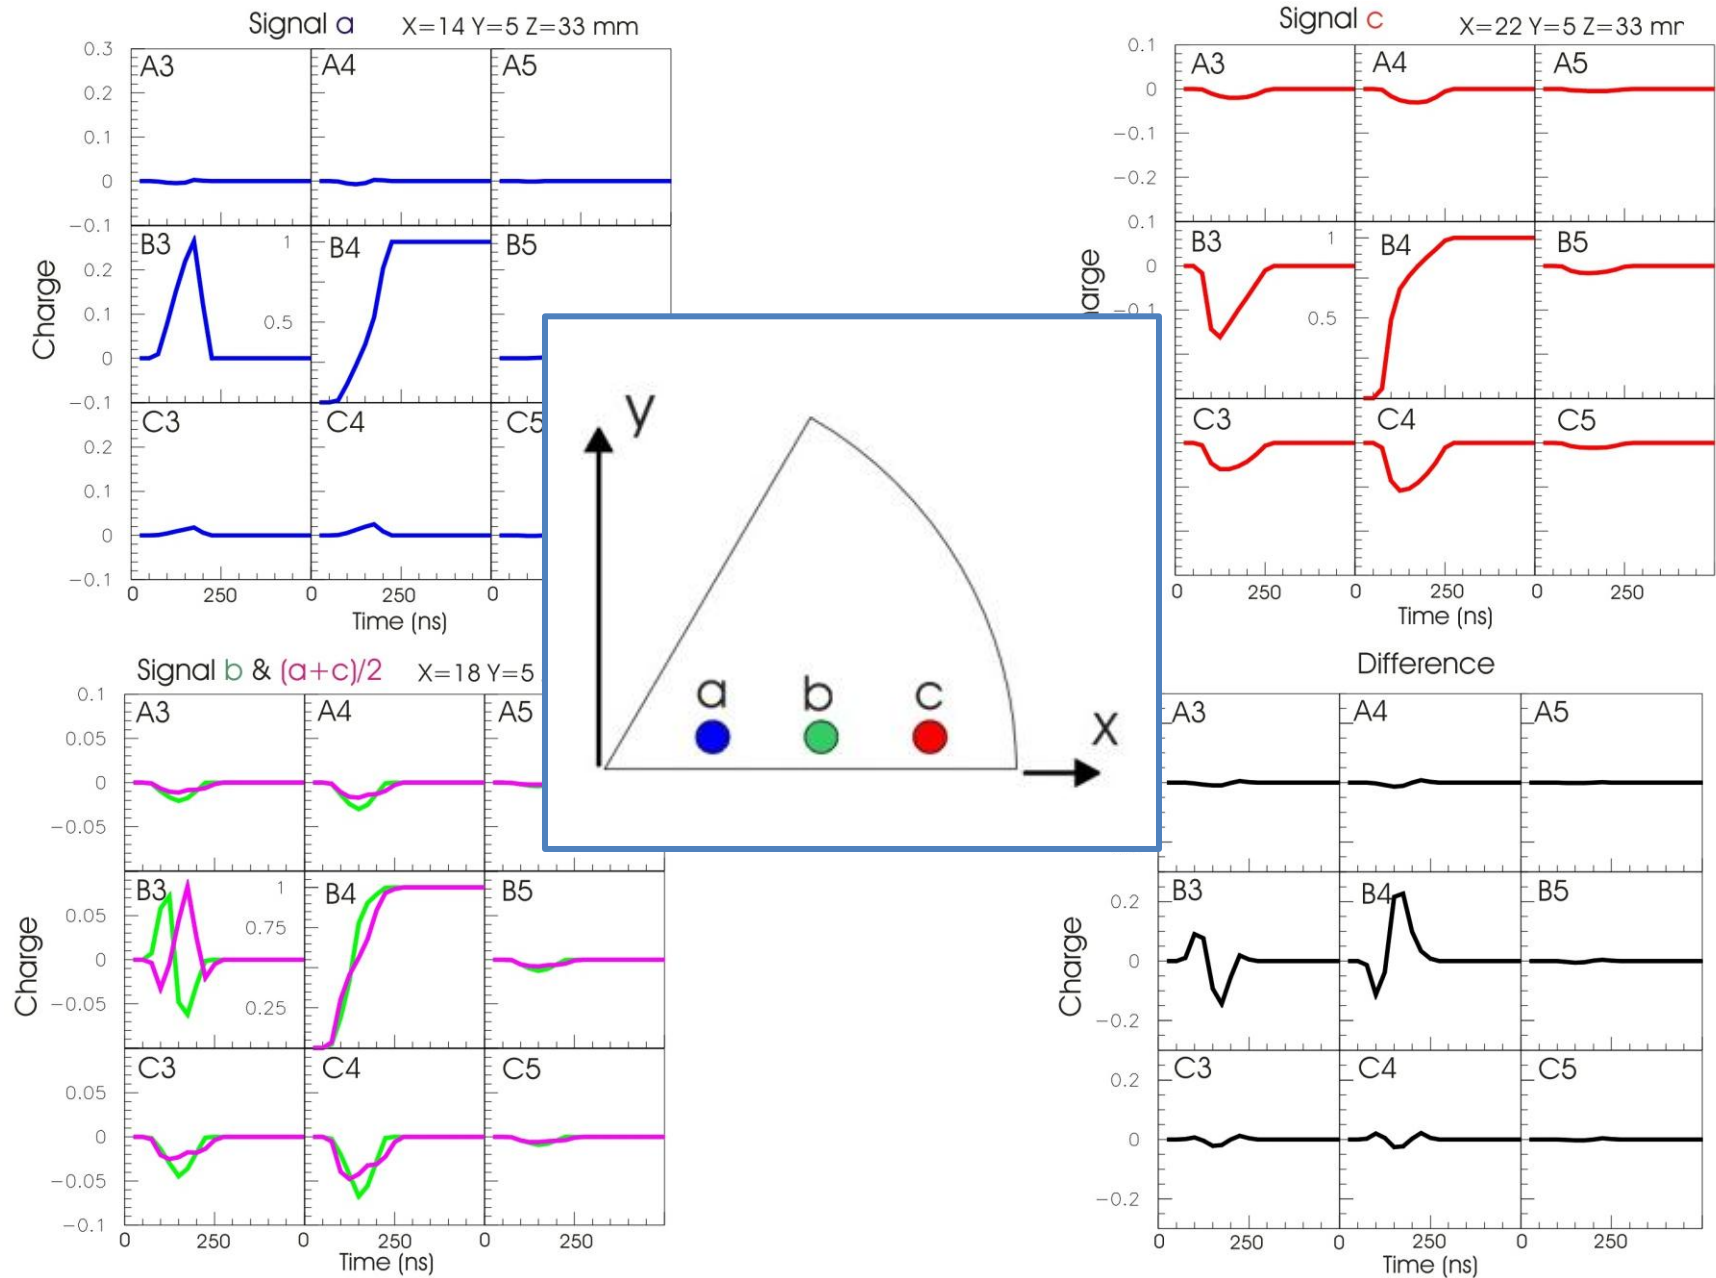 Signal a X=14 Y=5 Z=33 mm
0.3
A3 A4 A5
0.2
0.1
0
−0.1
B3 1 B4 B5
0.2
0.1 0.5
0
−0.1
C3 C4 C5
0.2
0.1
0
−0.1
0 250 0 250 0
Time (ns)
Charge
Signal c X=22 Y=5 Z=33 mr
0.1
A3 A4 A5
0
−0.1
−0.2
0.1
B3 1 B4 B5
0
−0.1
0.5
C3 C4 C5
0 250 0 250 0 250
Time (ns)
harge
y
a b c
X
Signal b & (a+c)/2 X=18 Y=5
0.1
A3 A4 A5
0.05
0
−0.05
B3 1 B4 B5
0.05 0.75
0
−0.05 0.25
C3 C4 C5
0.05
0
−0.05
−0.1
0 250 0 250 0 250
Time (ns)
Charge
Difference
A3 A4 A5
B3 B4 B5
0.2
0
−0.2
C3 C4 C5
0.2
0
−0.2
0 250 0 250 0 250
Time (ns)
Charge